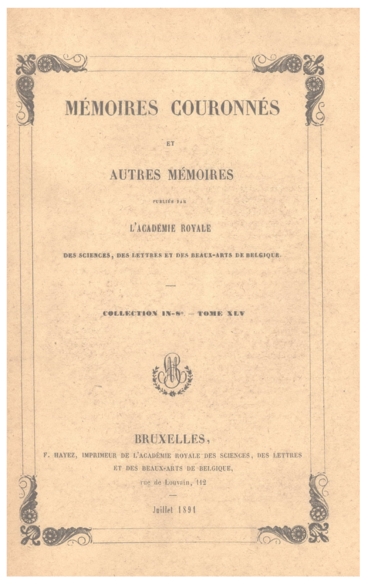 MÉMOIRES COURONNÉS
ET
AUTRES MÉMOIRES
PUBLIÉS PAR
L'ACADÉMIE ROYALE
DES SCIENCES, DES LETTRES ET DES BEAUX-ARTS DE BELGIQUE.
COLLECTION IN-8º. — TOME XLV
BRUXELLES,
F. HAYEZ, IMPRIMEUR DE L'ACADÉMIE ROYALE DES SCIENCES, DES LETTRES
ET DES BEAUX-ARTS DE BELGIQUE,
rue de Louvain, 112
Juillet 1891